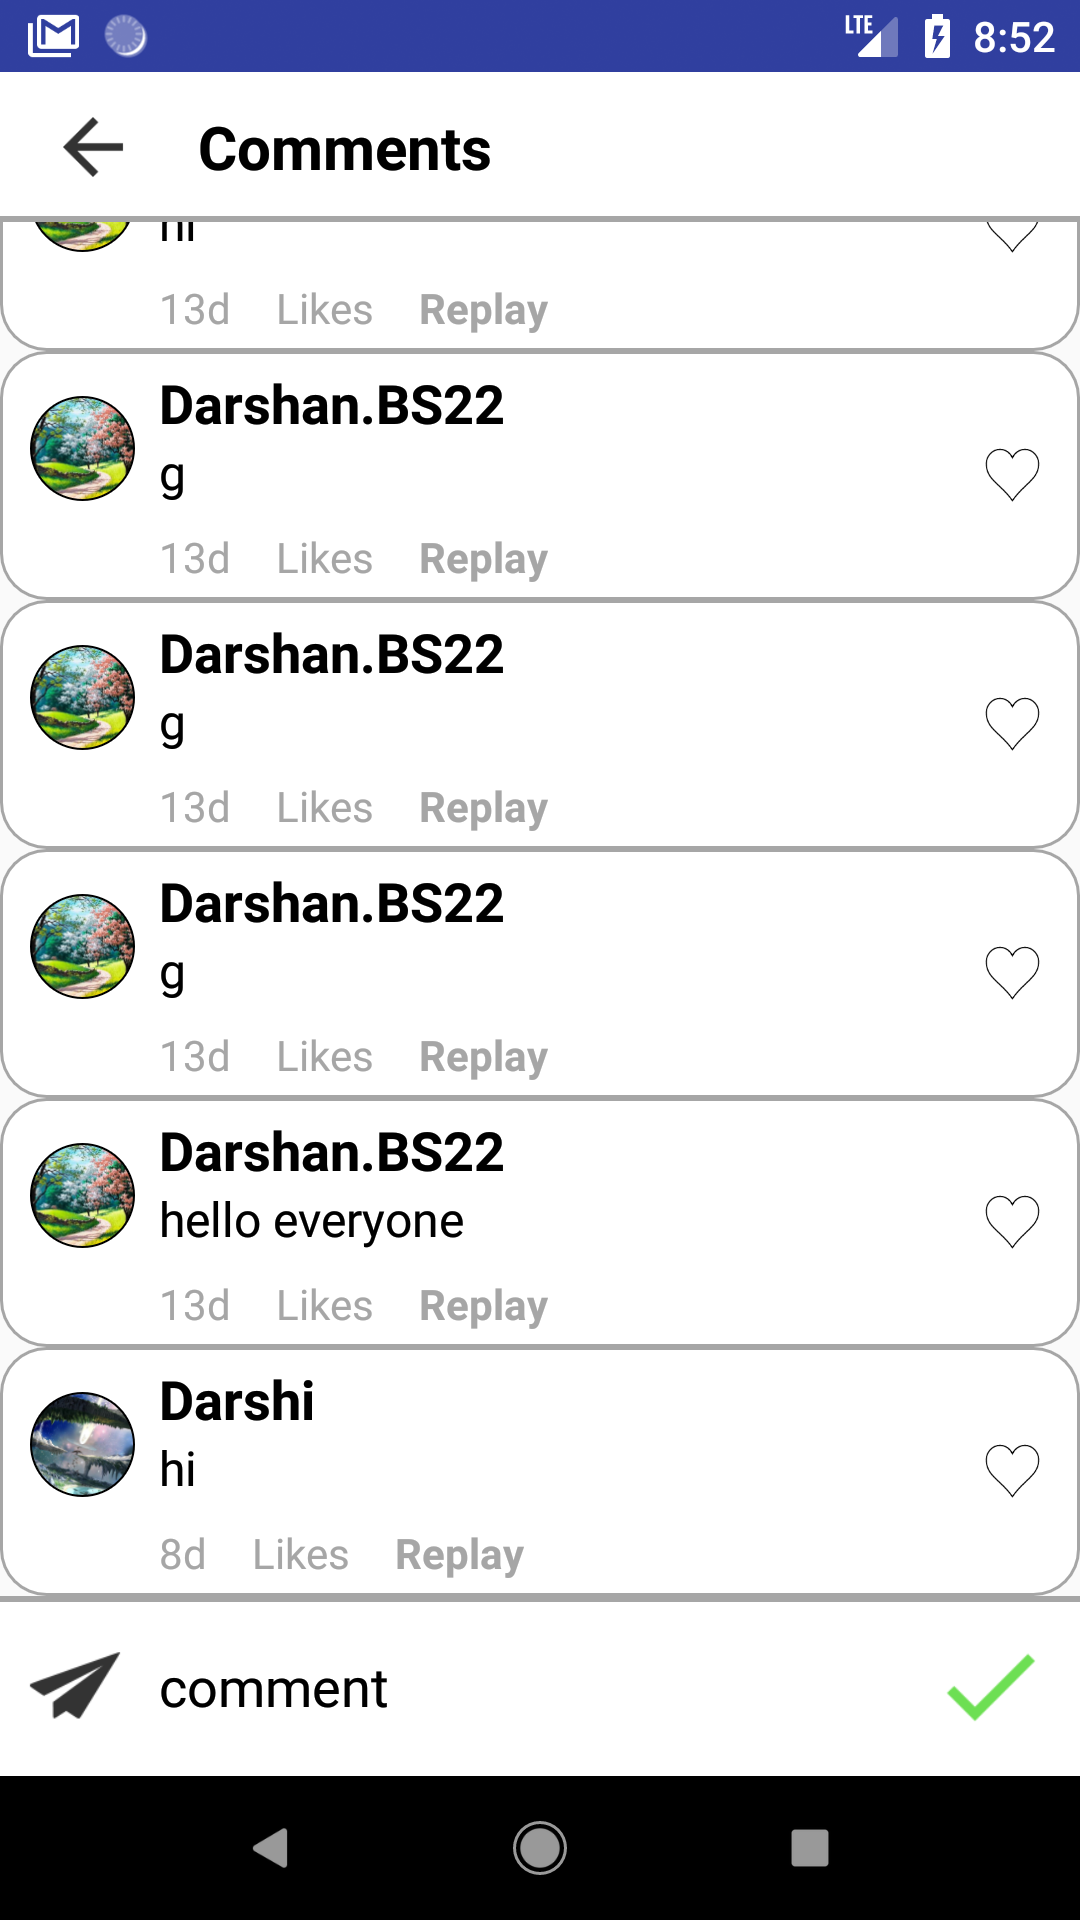 LTE 8:52
Comments
hi
13d Likes Replay
Darshan.BS22
g
13d Likes Replay
Darshan.BS22
g
13d Likes Replay
Darshan.BS22
g
13d Likes Replay
Darshan.BS22
hello everyone
13d Likes Replay
Darshi
hi
8d Likes Replay
comment